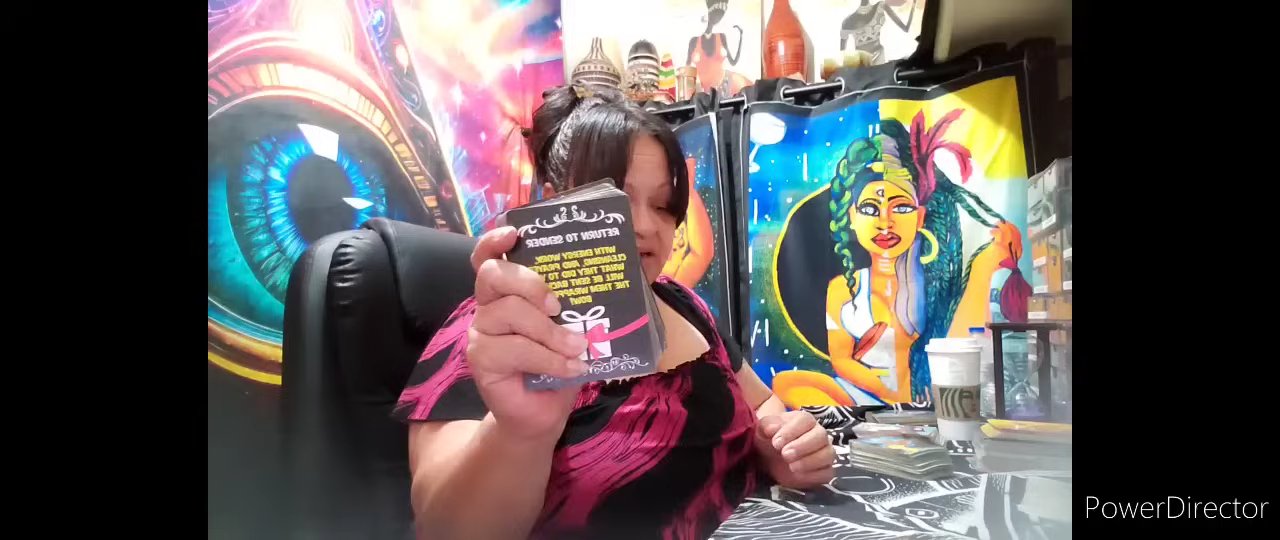 RETURN TO SENDER
WITH ENERGY WORK,
CLEANSING, AND PRAYER
WHAT THEY DID TO
WILL BE SENT BACK
THE THEM WRAPPED
BOW!
PowerDirector